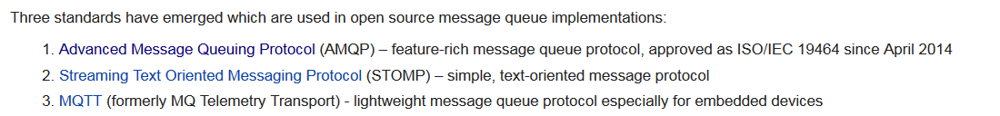 Three standards have emerged which are used in open source message queue implementations:
1. Advanced Message Queuing Protocol (AMQP) – feature-rich message queue protocol, approved as ISO/IEC 19464 since April 2014
2. Streaming Text Oriented Messaging Protocol (STOMP) – simple, text-oriented message protocol
3. MQTT (formerly MQ Telemetry Transport) - lightweight message queue protocol especially for embedded devices